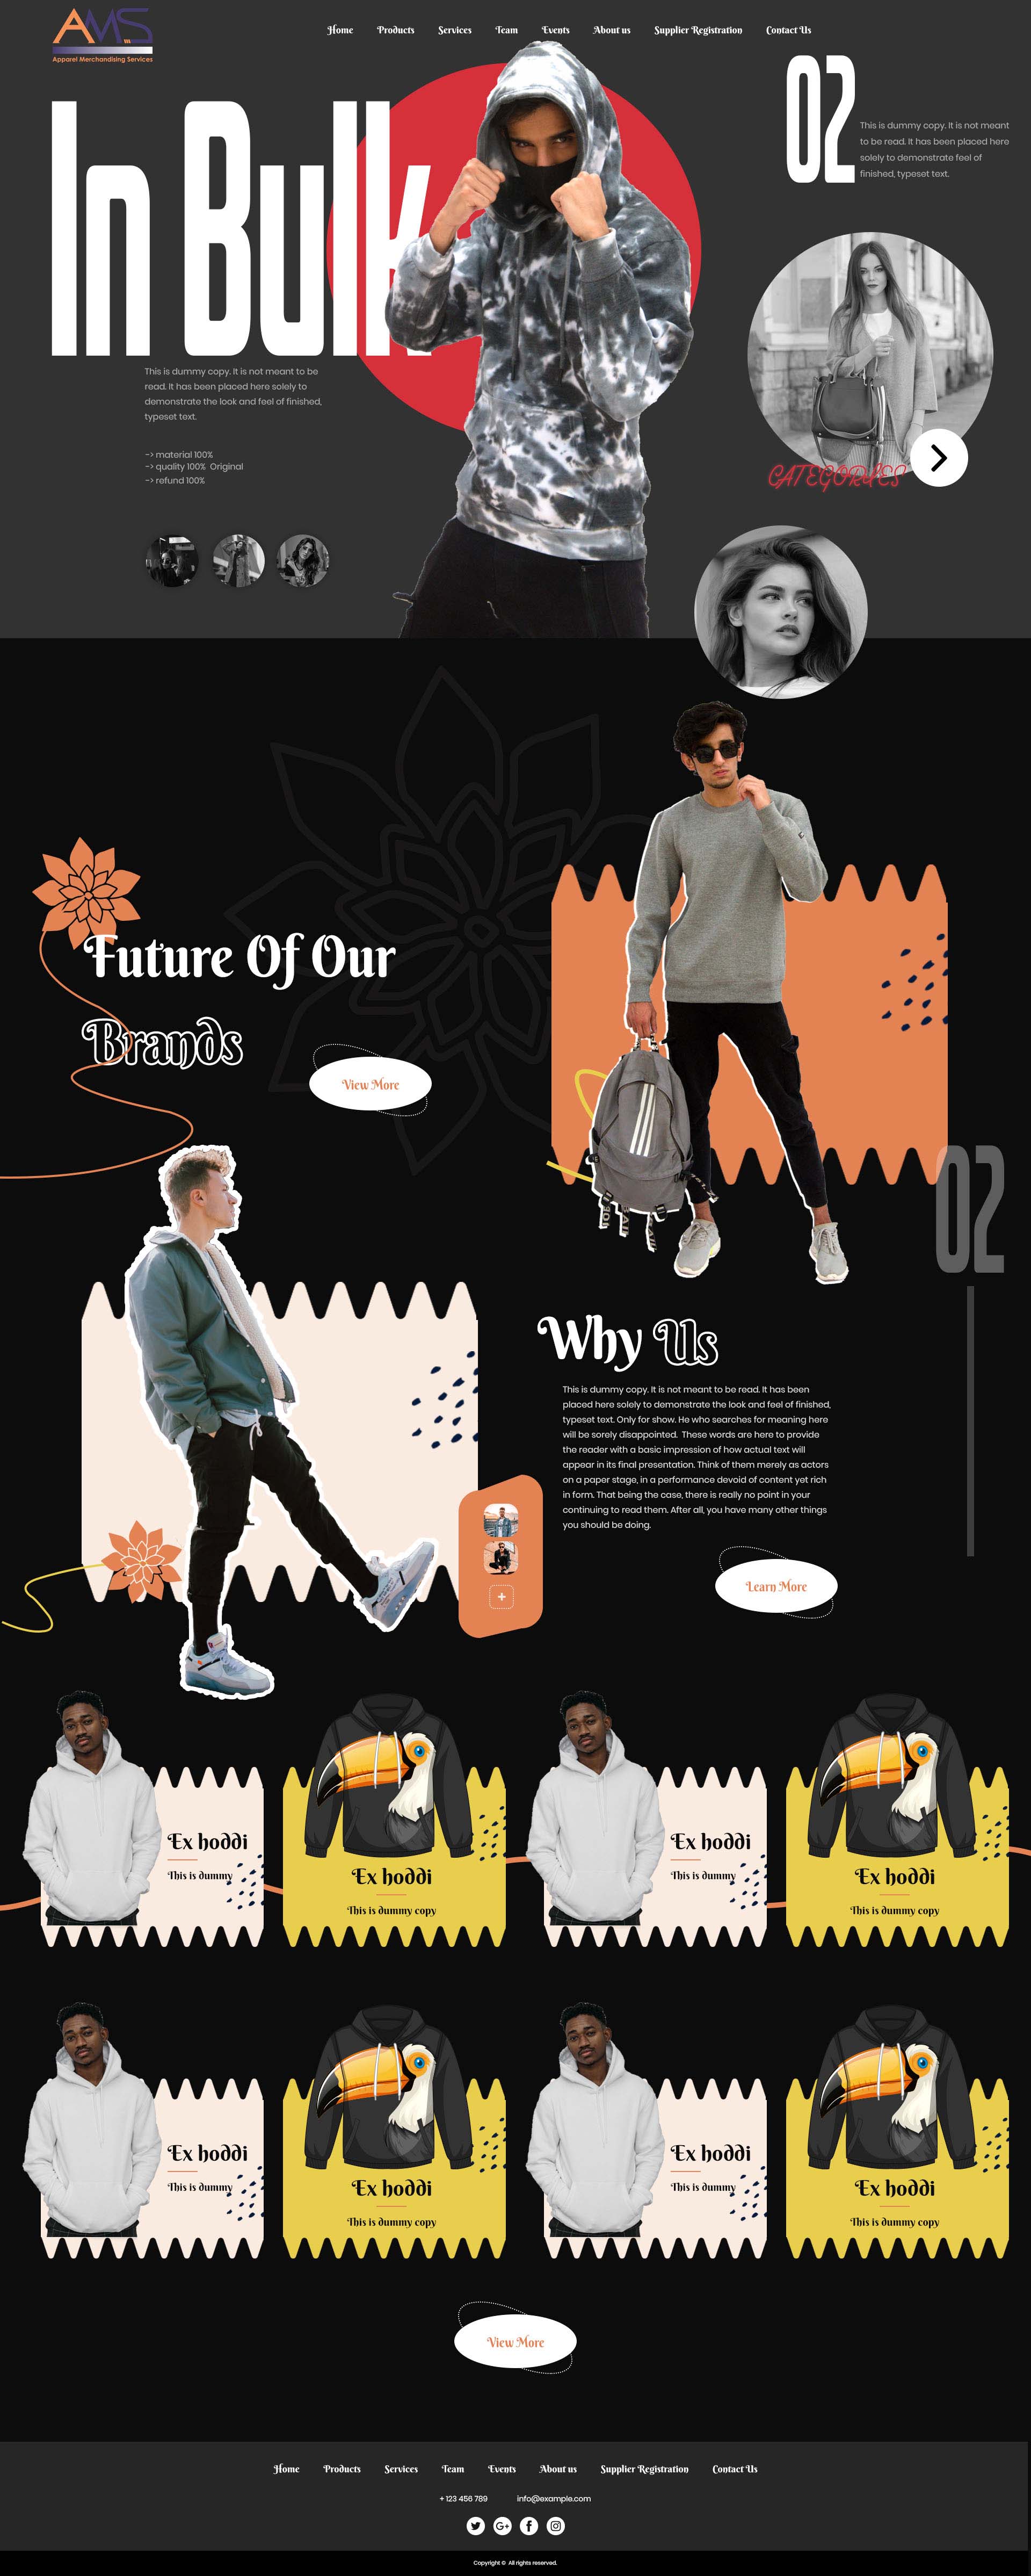 AMS
Apparel Merchandising Services
Home Products Services Team Events About us Supplier Registration Contact Us
In Bulk
02
This is dummy copy. It is not meant
to be read. It has been placed here
solely to demonstrate feel of
finished, typeset text.
This is dummy copy. It is not meant to be
read. It has been placed here solely to
demonstrate the look and feel of finished,
typeset text.
-> material 100%
-> quality 100% Original
-> refund 100%
CATEGORIES
Future Of Our
Brands
View More
02
Why Us
This is dummy copy. It is not meant to be read. It has been
placed here solely to demonstrate the look and feel of finished,
typeset text. Only for show. He who searches for meaning here
will be sorely disappointed. These words are here to provide
the reader with a basic impression of how actual text will
appear in its final presentation. Think of them merely as actors
on a paper stage, in a performance devoid of content yet rich
in form. That being the case, there is really no point in your
continuing to read them. After all, you have many other things
you should be doing.
+
Learn More
Ex hoddi
This is dummy
Ex hoddi
This is dummy copy
Ex hoddi
This is dummy
Ex hoddi
This is dummy copy
Ex hoddi
This is dummy
Ex hoddi
This is dummy copy
Ex hoddi
This is dummy
Ex hoddi
This is dummy copy
View More
Home Products Services Team Events About us Supplier Registration Contact Us
+ 123 456 789 info@example.com
G+ f
Copyright © All rights reserved.